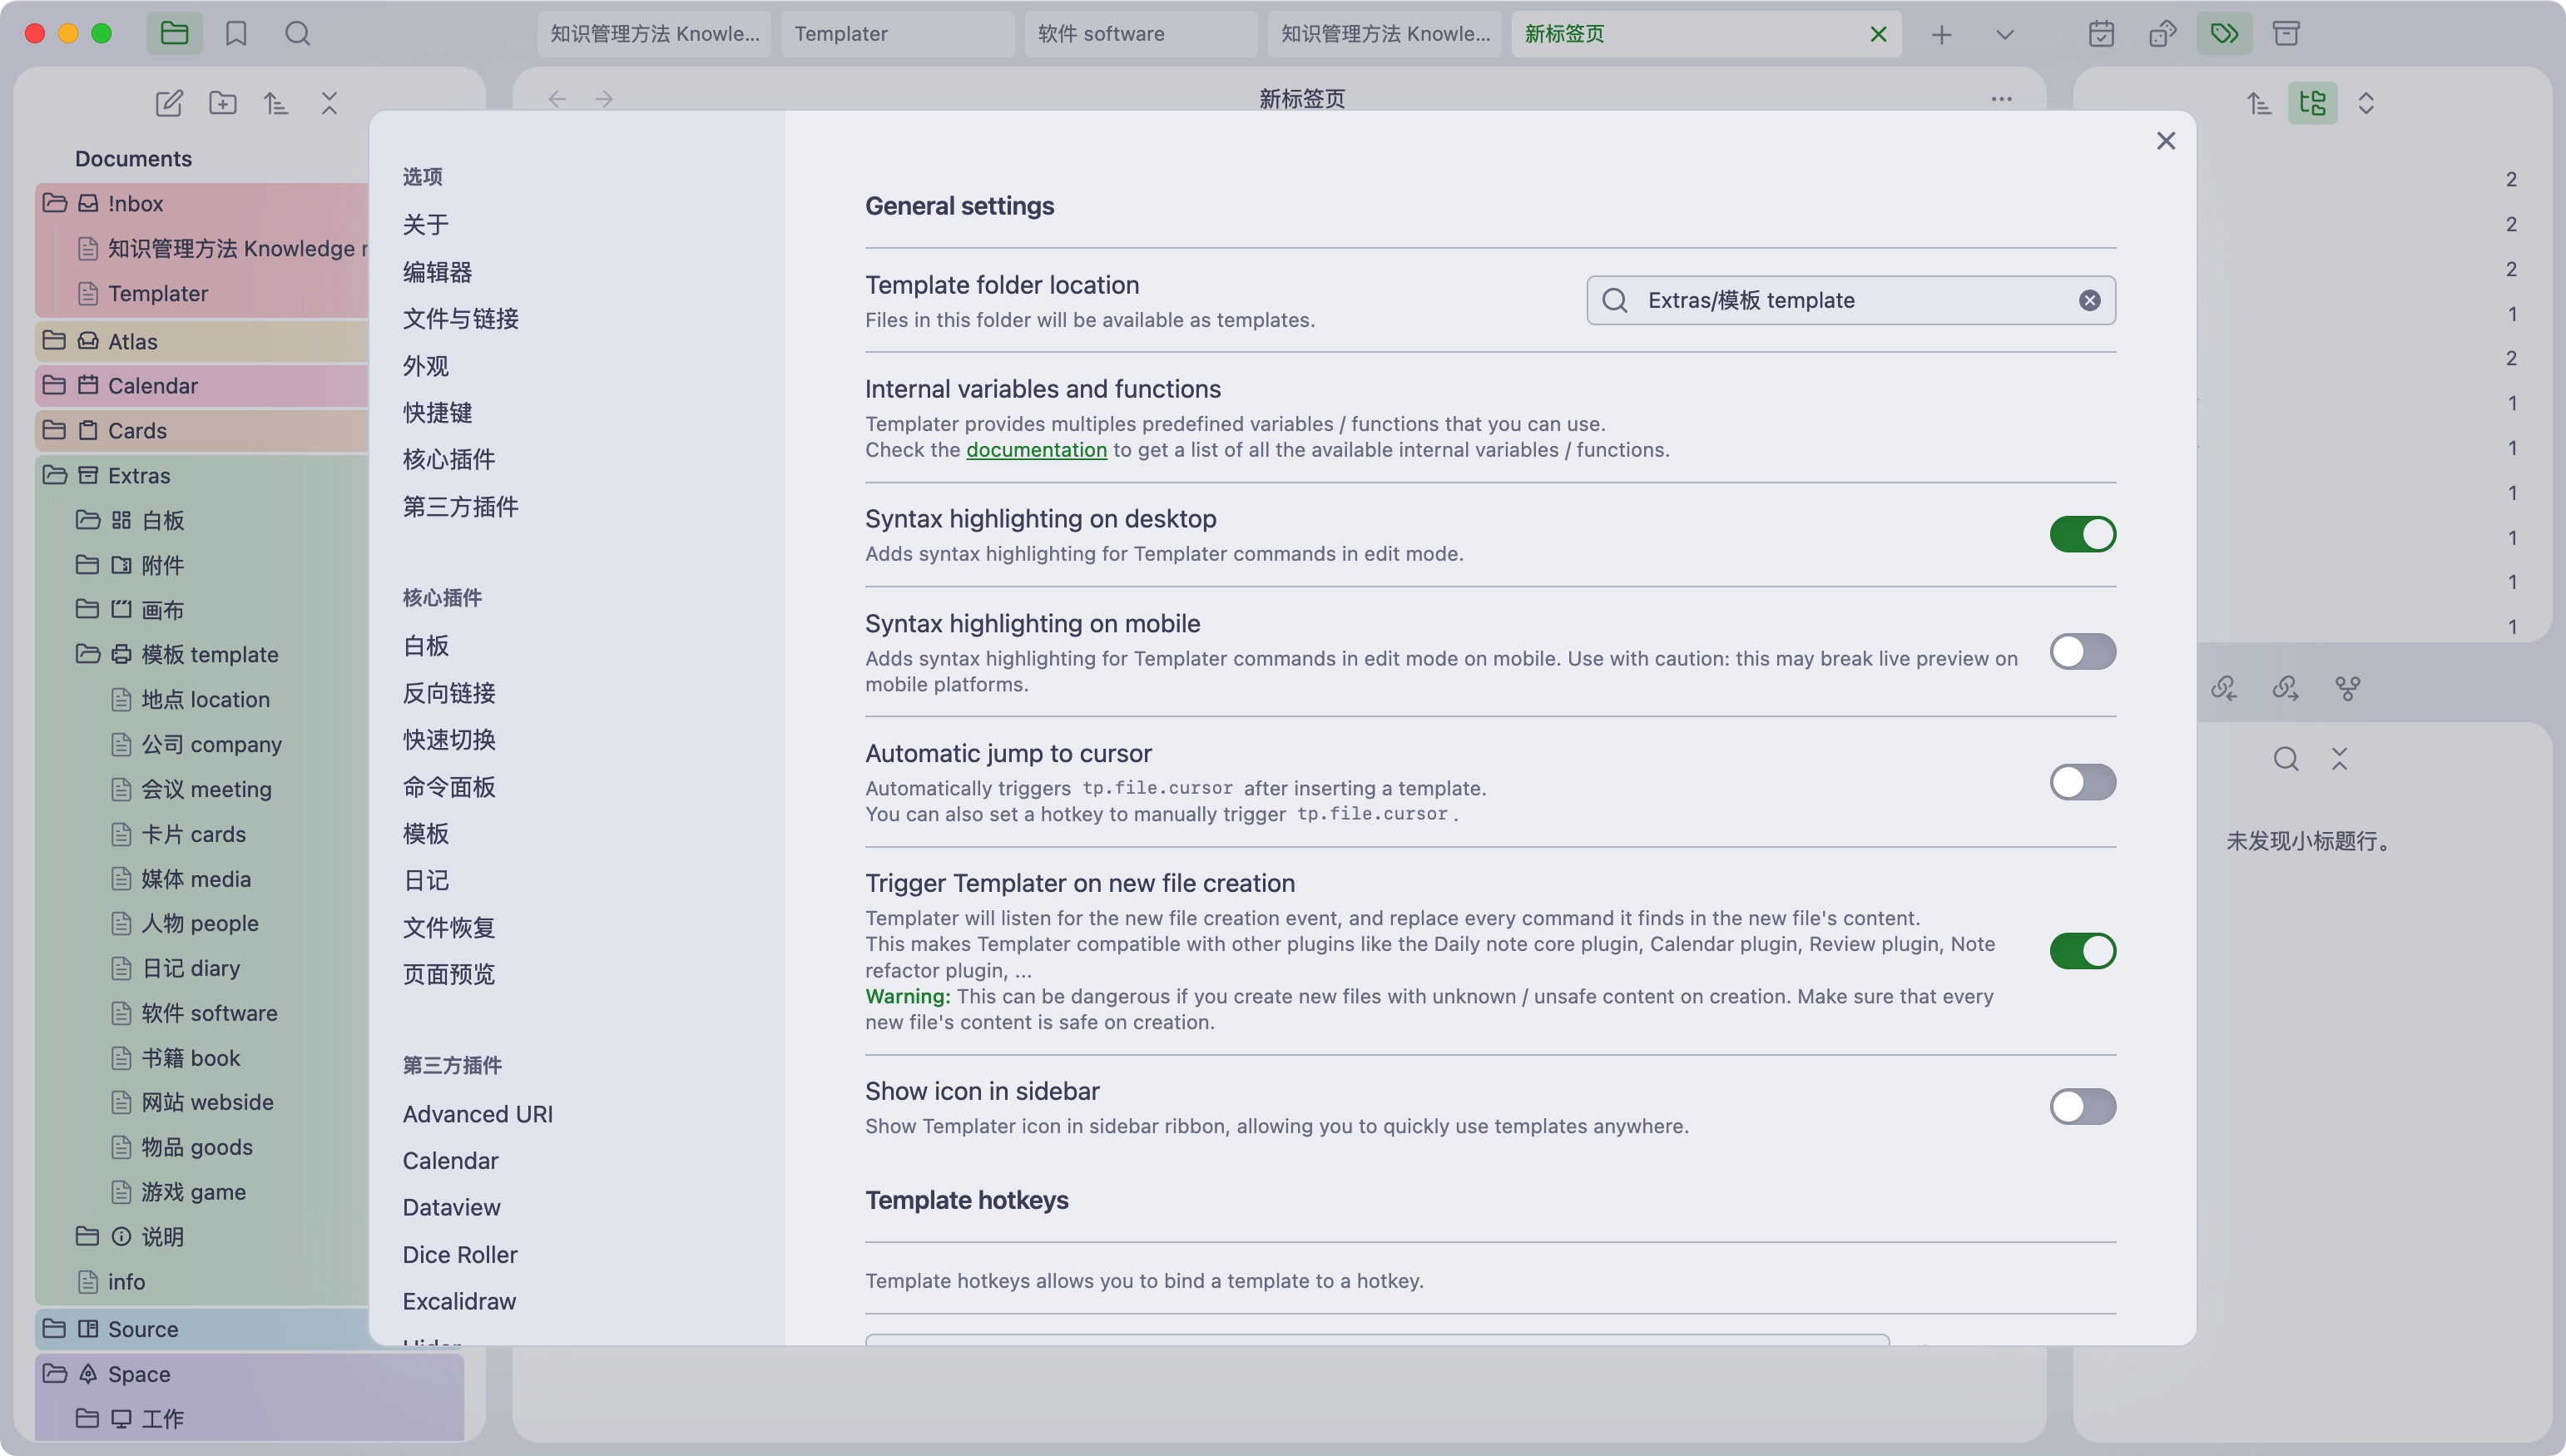 知识管理方法 Knowle...
Templater
软件 software
知识管理方法 Knowle...
新标签页
新标签页
Documents
!nbox
知识管理方法 Knowledge
Templater
Atlas
Calendar
Cards
Extras
白板
附件
画布
模板 template
地点 location
公司 company
会议 meeting
卡片 cards
媒体 media
人物 people
日记 diary
软件 software
书籍 book
网站 webside
物品 goods
游戏 game
说明
info
Source
Space
工作
选项
关于
编辑器
文件与链接
外观
快捷键
核心插件
第三方插件
核心插件
白板
反向链接
快速切换
命令面板
模板
日记
文件恢复
页面预览
第三方插件
Advanced URI
Calendar
Dataview
Dice Roller
Excalidraw
General settings
Template folder location
Files in this folder will be available as templates.
Extras/模板 template
Internal variables and functions
Templater provides multiples predefined variables / functions that you can use.
Check the documentation to get a list of all the available internal variables / functions.
Syntax highlighting on desktop
Adds syntax highlighting for Templater commands in edit mode.
Syntax highlighting on mobile
Adds syntax highlighting for Templater commands in edit mode on mobile. Use with caution: this may break live preview on
mobile platforms.
Automatic jump to cursor
Automatically triggers tp.file.cursor after inserting a template.
You can also set a hotkey to manually trigger tp.file.cursor.
Trigger Templater on new file creation
Templater will listen for the new file creation event, and replace every command it finds in the new file's content.
This makes Templater compatible with other plugins like the Daily note core plugin, Calendar plugin, Review plugin, Note
refactor plugin, ...
Warning: This can be dangerous if you create new files with unknown / unsafe content on creation. Make sure that every
new file's content is safe on creation.
Show icon in sidebar
Show Templater icon in sidebar ribbon, allowing you to quickly use templates anywhere.
Template hotkeys
Template hotkeys allows you to bind a template to a hotkey.
2
2
2
1
2
1
1
1
1
1
1
未发现小标题行。